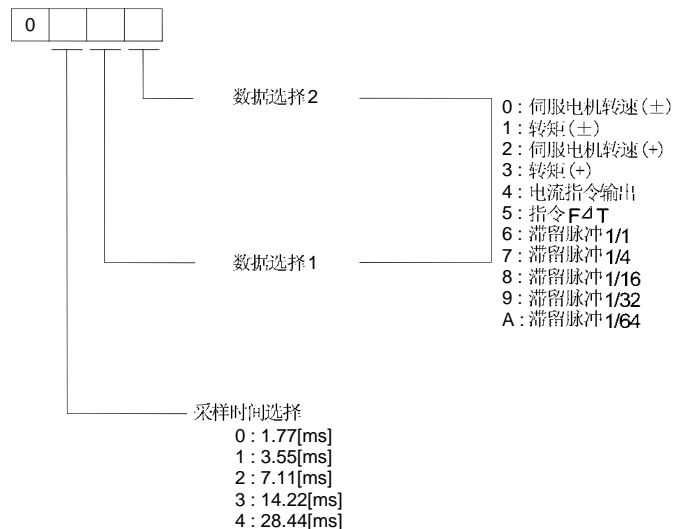 0
数据选择2
0 : 伺服电机转速(±)
1 : 转矩(±)
2 : 伺服电机转速(+)
3 : 转矩(+)
4 : 电流指令输出
5 : 指令F⊿T
6 : 滞留脉冲1/1
7 : 滞留脉冲1/4
8 : 滞留脉冲1/16
9 : 滞留脉冲1/32
A : 滞留脉冲1/64
数据选择1
采样时间选择
0 : 1.77[ms]
1 : 3.55[ms]
2 : 7.11[ms]
3 : 14.22[ms]
4 : 28.44[ms]